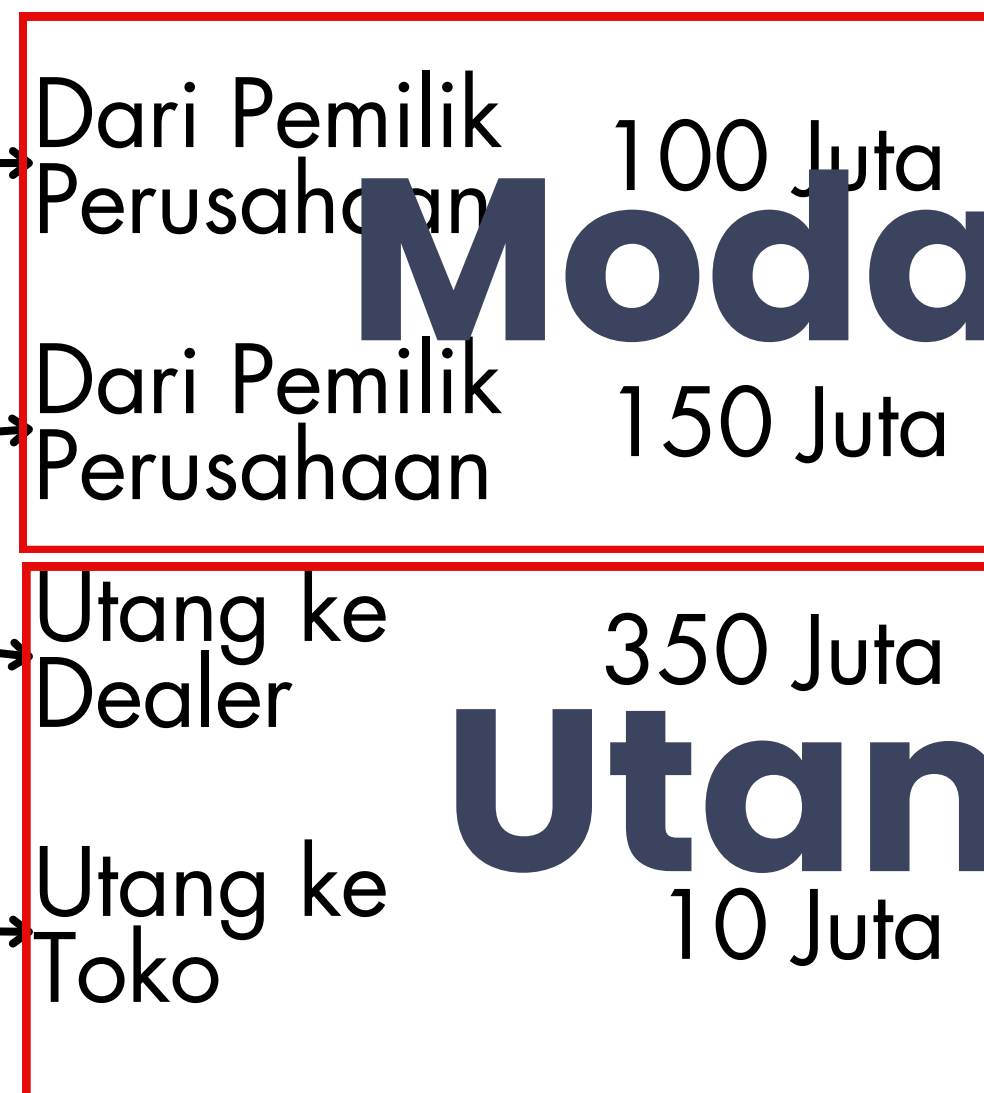 Dari Pemilik
Perusahaan
100 Juta
Moda
Dari Pemilik
Perusahaan
150 Juta
Utang ke
Dealer
350 Juta
Utan
Utang ke
Toko
10 Juta